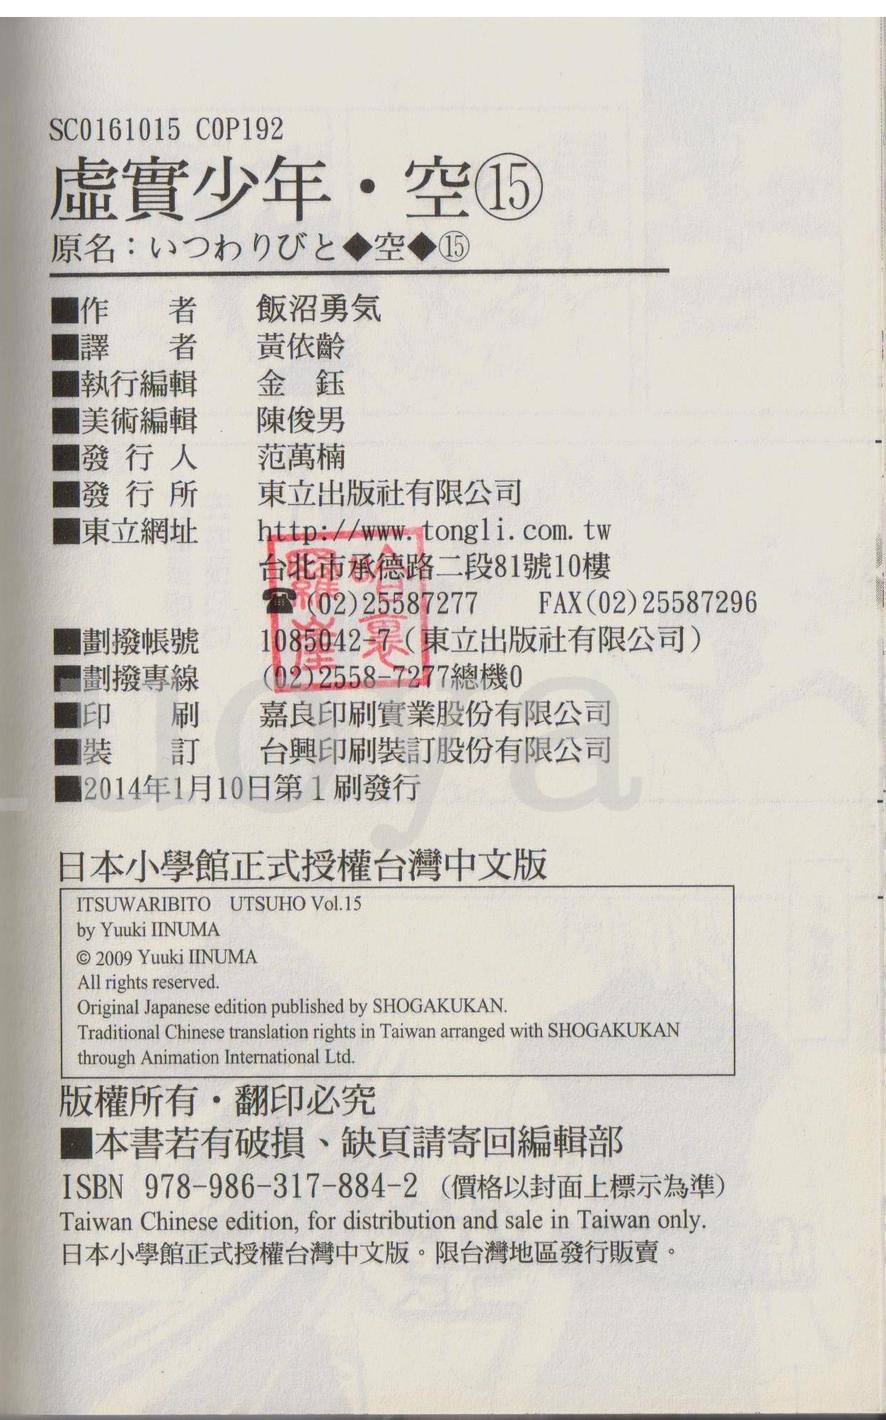 SC0161015 COP192
虛實少年・空⑮
原名：いつわりびと◆空◆⑮
■作　者　飯沼勇気
■譯　者　黃依齡
■執行編輯　金　鈺
■美術編輯　陳俊男
■發 行 人　范萬楠
■發 行 所　東立出版社有限公司
■東立網址　http://www.tongli.com.tw
台北市承德路二段81號10樓
☎(02)25587277　FAX(02)25587296
■劃撥帳號　1085042-7（東立出版社有限公司）
■劃撥專線　(02)2558-7277總機0
■印　刷　嘉良印刷實業股份有限公司
■裝　訂　台興印刷裝訂股份有限公司
■2014年1月10日第1刷發行
日本小學館正式授權台灣中文版
ITSUWARIBITO UTSUHO Vol.15
by Yuuki IINUMA
© 2009 Yuuki IINUMA
All rights reserved.
Original Japanese edition published by SHOGAKUKAN.
Traditional Chinese translation rights in Taiwan arranged with SHOGAKUKAN
through Animation International Ltd.
版權所有・翻印必究
■本書若有破損、缺頁請寄回編輯部
ISBN 978-986-317-884-2（價格以封面上標示為準）
Taiwan Chinese edition, for distribution and sale in Taiwan only.
日本小學館正式授權台灣中文版。限台灣地區發行販賣。